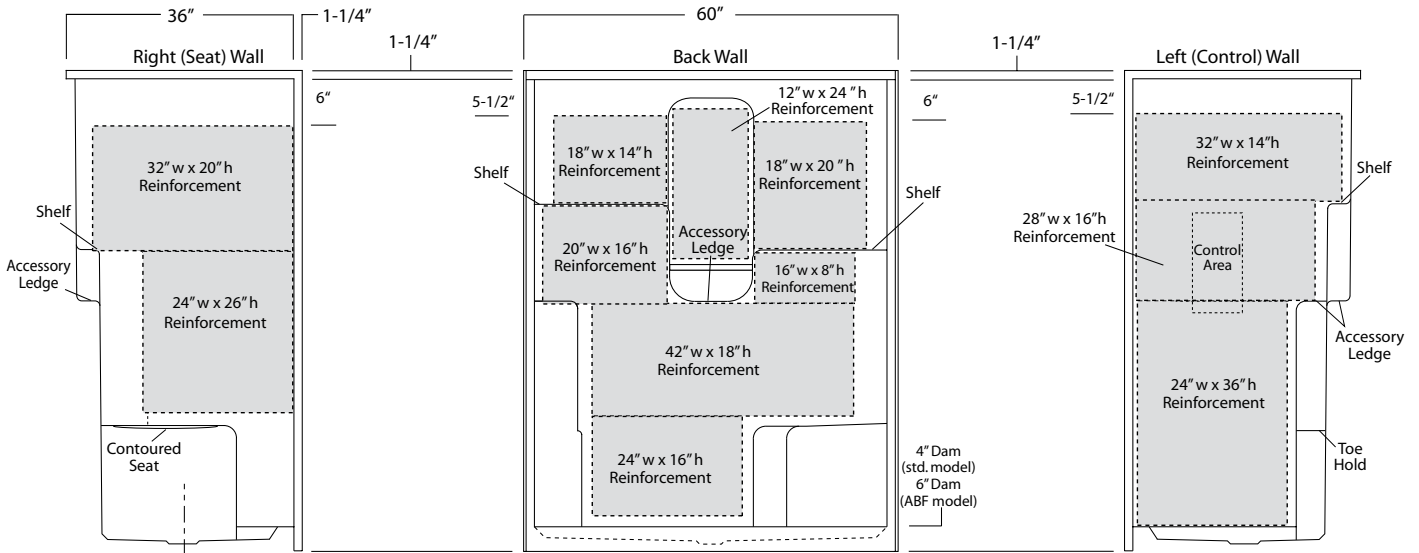 36”
1-1/4”
Right (Seat) Wall
32” w x 20” h
Reinforcement
Shelf
Accessory
Ledge
24” w x 26” h
Reinforcement
Contoured
Seat
1-1/4”
6“
5-1/2“
60”
Back Wall
12” w x 24 ” h
Reinforcement
18” w x 14” h
Reinforcement
18” w x 20 ” h
Reinforcement
Shelf
Shelf
20” w x 16” h
Reinforcement
Accessory
Ledge
16” w x 8” h
Reinforcement
42” w x 18” h
Reinforcement
24” w x 16” h
Reinforcement
1-1/4”
6“
5-1/2“
4” Dam
(std. model)
6” Dam
(ABF model)
Left (Control) Wall
32” w x 14” h
Reinforcement
Shelf
28” w x 16” h
Reinforcement
Control
Area
Accessory
Ledge
24” w x 36” h
Reinforcement
Toe
Hold